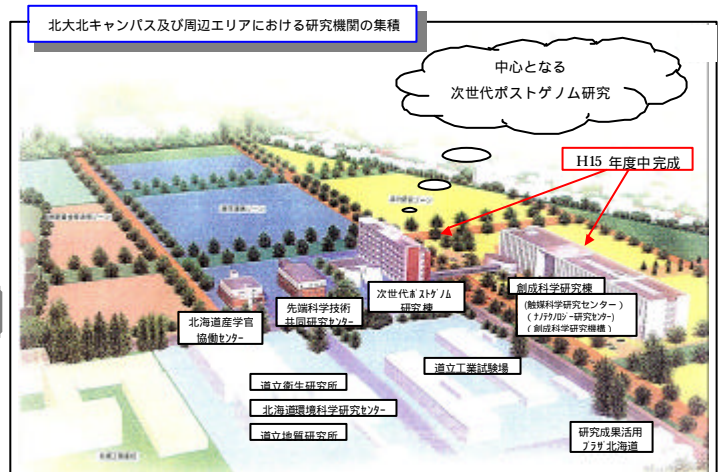 北大北キャンパス及び周辺エリアにおける研究機関の集積
中心となる
次世代ポストゲノム研究
H15 年度中完成
次世代ﾎﾟｽﾄｹﾞﾉﾑ
研究棟
創成科学研究棟
(触媒科学研究センター)
(ﾅﾉﾃｸﾉﾛｼﾞｰ研究ｾﾝﾀｰ)
(創成科学研究機構)
先端科学技術
共同研究ｾﾝﾀｰ
北海道産学官
協働ｾﾝﾀｰ
道立工業試験場
道立衛生研究所
北海道環境科学研究ｾﾝﾀｰ
道立地質研究所
研究成果活用
ﾌﾟﾗｻﾞ北海道